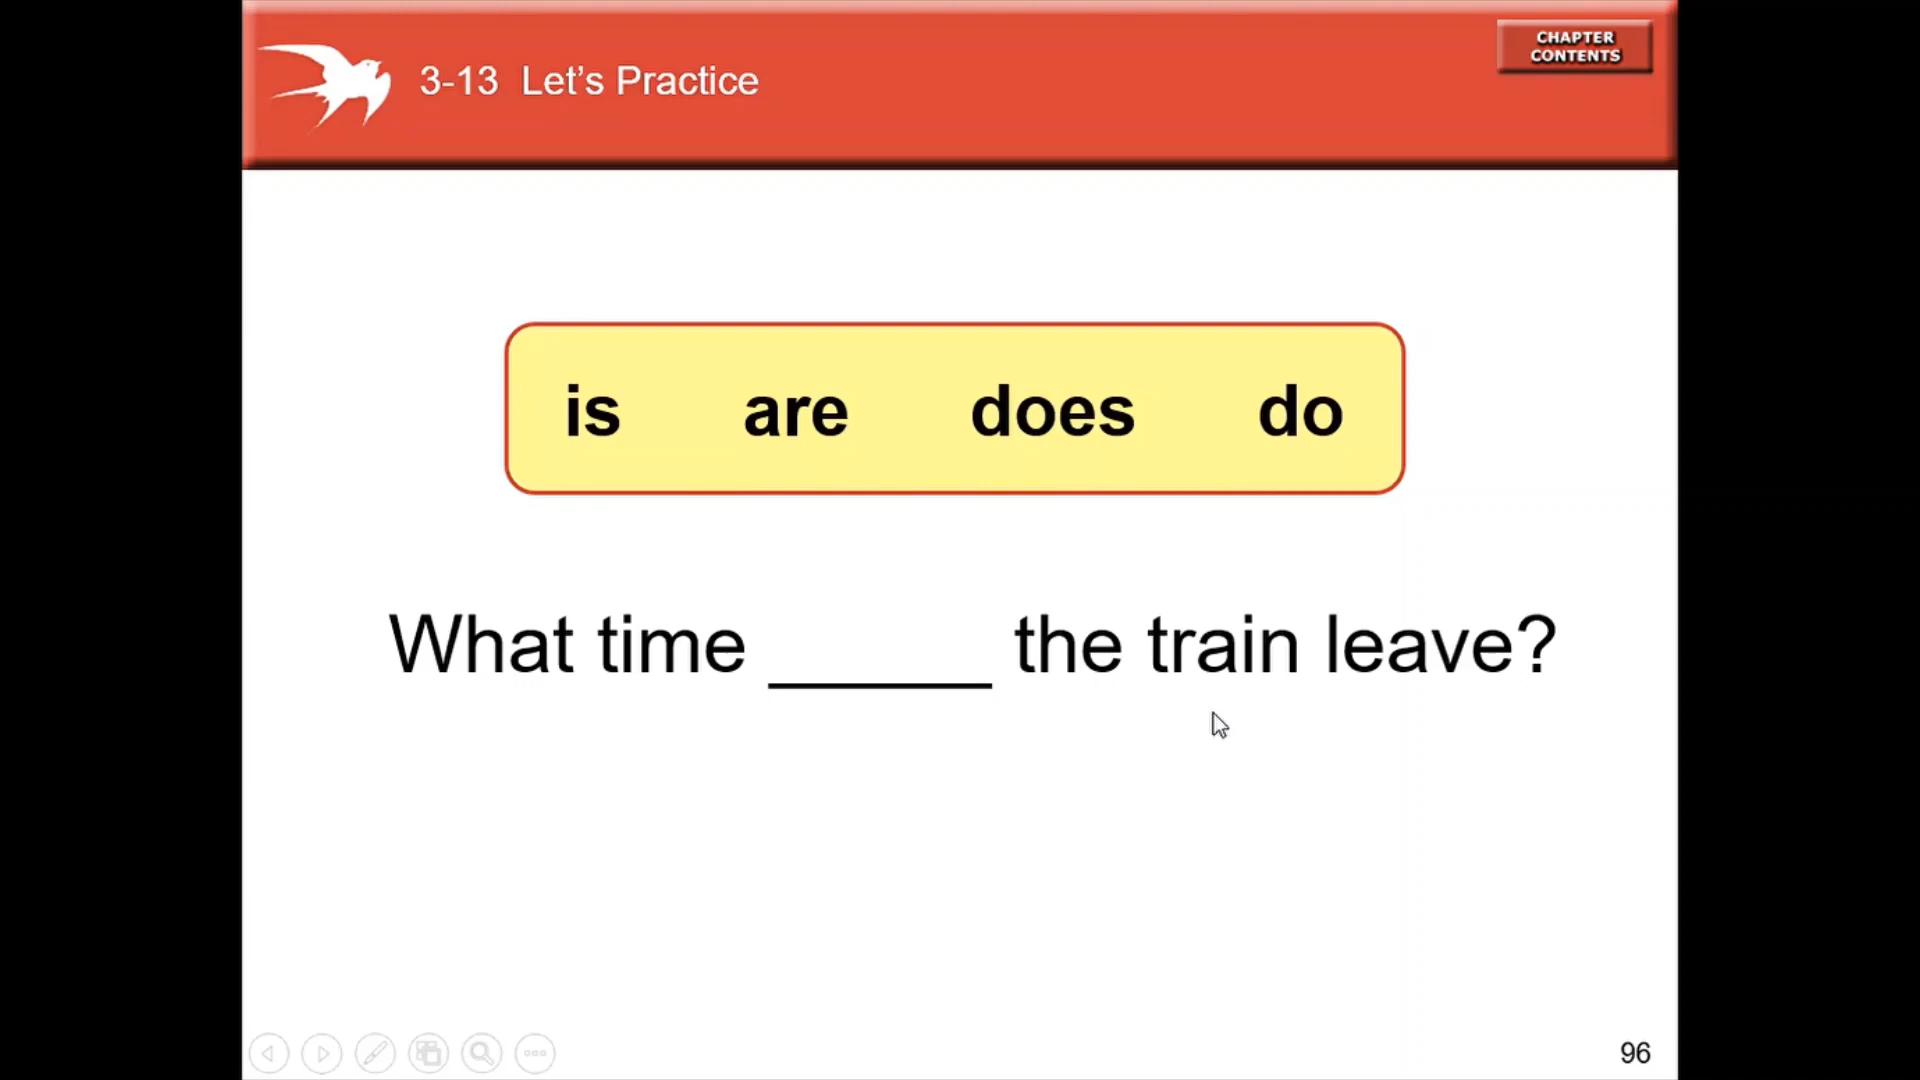 3-13 Let’s Practice
CHAPTER
CONTENTS
is are does do
What time ______ the train leave?
96